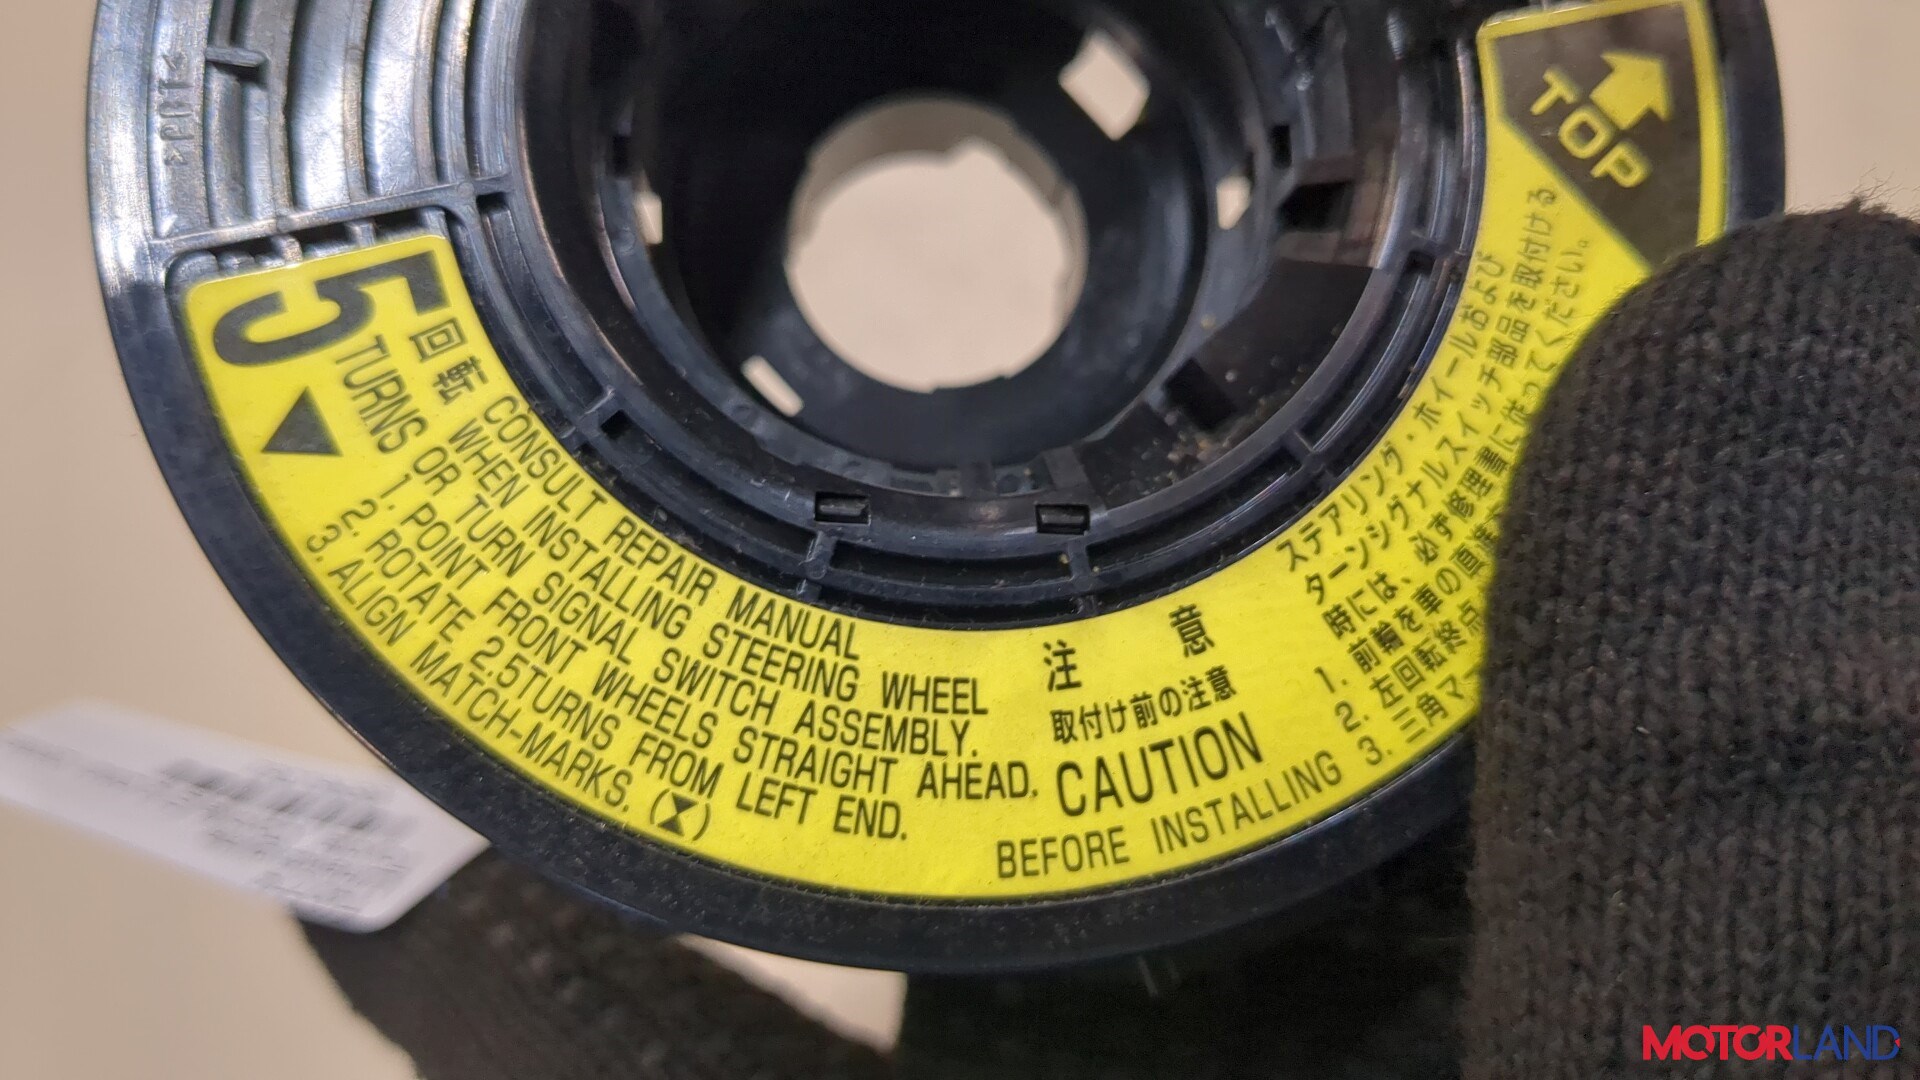 >PBT<
TOP
5
回転
TURNS
CONSULT REPAIR MANUAL
WHEN INSTALLING STEERING WHEEL
OR TURN SIGNAL SWITCH ASSEMBLY.
1. POINT FRONT WHEELS STRAIGHT AHEAD.
2. ROTATE 2.5TURNS FROM LEFT END.
3. ALIGN MATCH-MARKS. ( )
注意
取付け前の注意
CAUTION
BEFORE INSTALLING
ステアリング・ホイールおよび
ターンシグナルスイッチ部品を取付ける
時には、必ず修理書に従ってください。
1. 前輪を車の直進
2. 左回転終点
3. 三角マ
MOTORLAND